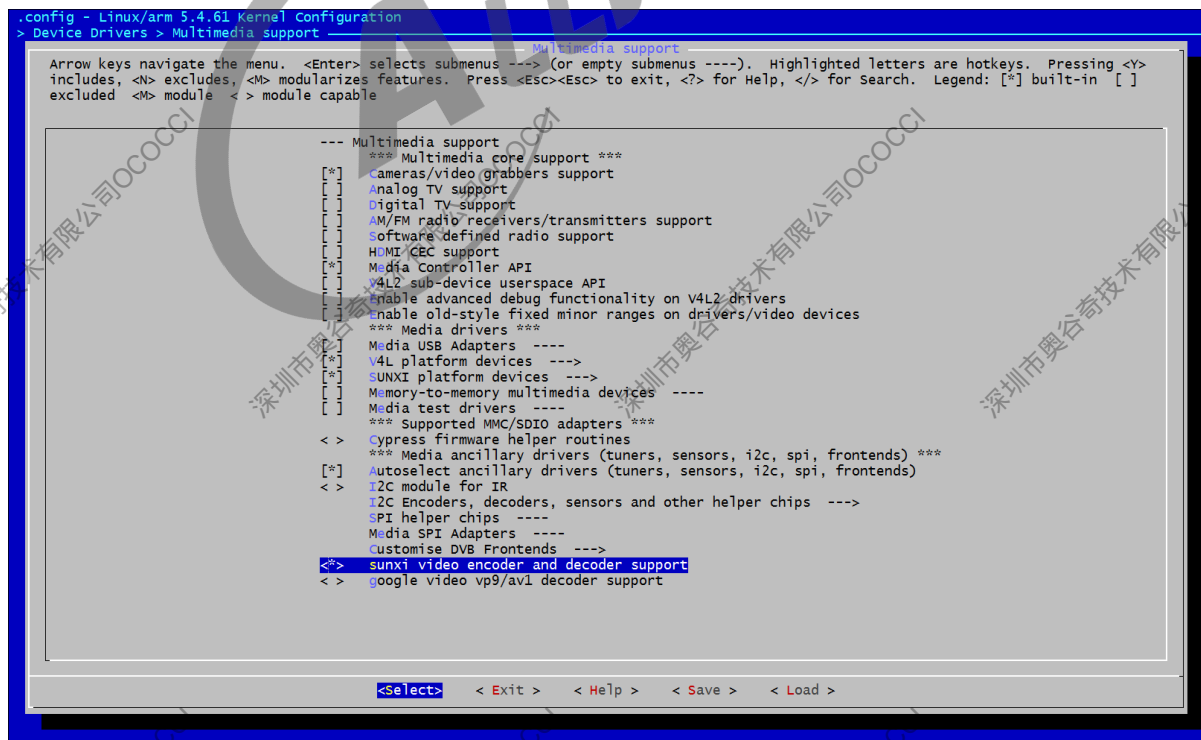 .config - Linux/arm 5.4.61 Kernel Configuration
> Device Drivers > Multimedia support
Multimedia support
Arrow keys navigate the menu. <Enter> selects submenus ---> (or empty submenus ----). Highlighted letters are hotkeys. Pressing <Y>
includes, <N> excludes, <M> modularizes features. Press <Esc><Esc> to exit, <?> for Help, </> for Search. Legend: [*] built-in [ ]
excluded <M> module < > module capable
--- Multimedia support
*** Multimedia core support ***
[*] Cameras/video grabbers support
[ ] Analog TV support
[ ] Digital TV support
[ ] AM/FM radio receivers/transmitters support
[ ] Software defined radio support
[ ] HDMI CEC support
[*] Media Controller API
[ ] V4L2 sub-device userspace API
[ ] Enable advanced debug functionality on V4L2 drivers
[ ] Enable old-style fixed minor ranges on drivers/video devices
*** Media drivers ***
[ ] Media USB Adapters ----
[*] V4L platform devices --->
[*] SUNXI platform devices --->
[ ] Memory-to-memory multimedia devices ----
[ ] Media test drivers ----
*** Supported MMC/SDIO adapters ***
< > Cypress firmware helper routines
*** Media ancillary drivers (tuners, sensors, i2c, spi, frontends) ***
[*] Autoselect ancillary drivers (tuners, sensors, i2c, spi, frontends)
< > I2C module for IR
I2C Encoders, decoders, sensors and other helper chips --->
SPI helper chips ----
Media SPI Adapters ----
Customise DVB Frontends --->
<*> sunxi video encoder and decoder support
< > google video vp9/av1 decoder support
<Select> < Exit > < Help > < Save > < Load >
深圳市奥谷奇技术有限公司OCOCCI
深圳市奥谷奇技术有限公司OCOCCI
深圳市奥谷奇技术有限公司OCOCCI